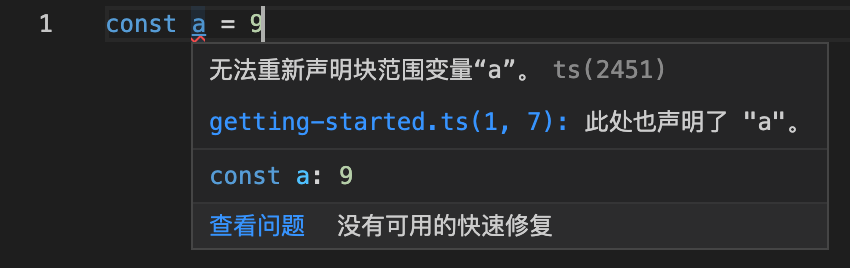 1 const a = 9
无法重新声明块范围变量“a”。 ts(2451)
getting-started.ts(1, 7): 此处也声明了 "a"。
const a: 9
查看问题 没有可用的快速修复